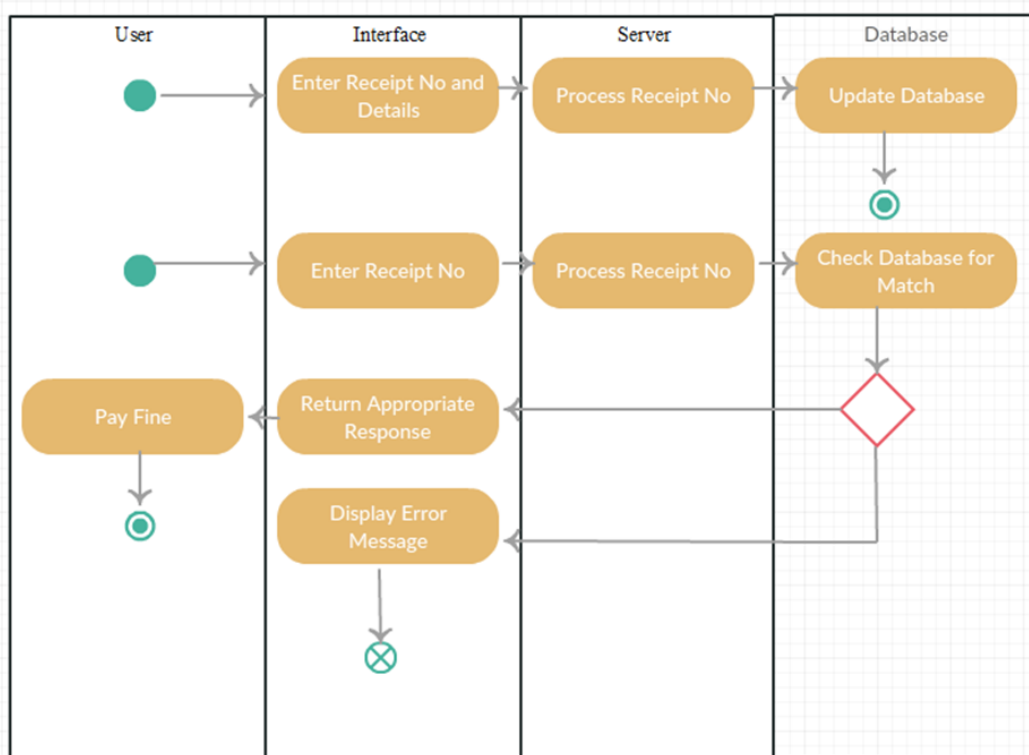 User
Interface
Server
Database
Enter Receipt No and
Details
Process Receipt No
Update Database
Enter Receipt No
Process Receipt No
Check Database for
Match
Pay Fine
Return Appropriate
Response
Display Error
Message